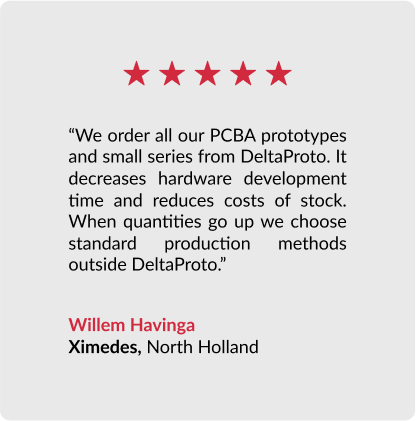 “We order all our PCBA prototypes
and small series from DeltaProto. It
decreases hardware development
time and reduces costs of stock.
When quantities go up we choose
standard production methods
outside DeltaProto.”
Willem Havinga
Ximedes, North Holland